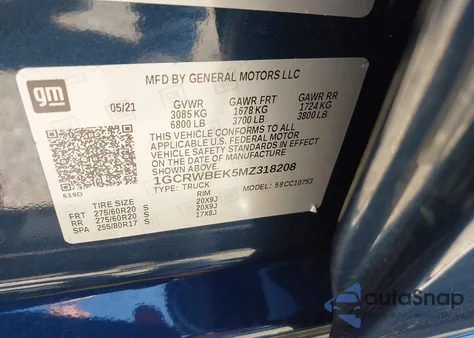 gm
MFD BY GENERAL MOTORS LLC
05/21 GVWR GAWR FRT GAWR RR
3085 KG 1678 KG 1724 KG
6800 LB 3700 LB 3800 LB
THIS VEHICLE CONFORMS TO ALL
APPLICABLE U.S. FEDERAL MOTOR
VEHICLE SAFETY STANDARDS IN EFFECT
ON THE DATE OF MANUFACTURE SHOWN ABOVE.
1GCRWBEK5MZ318208
619D TYPE: TRUCK MODEL: 58CC10753
TIRE SIZE RIM
FRT 275/60R20 S 20X9J
RR 275/60R20 S 20X9J
SPA 255/80R17 S 17X8J
autoSnap